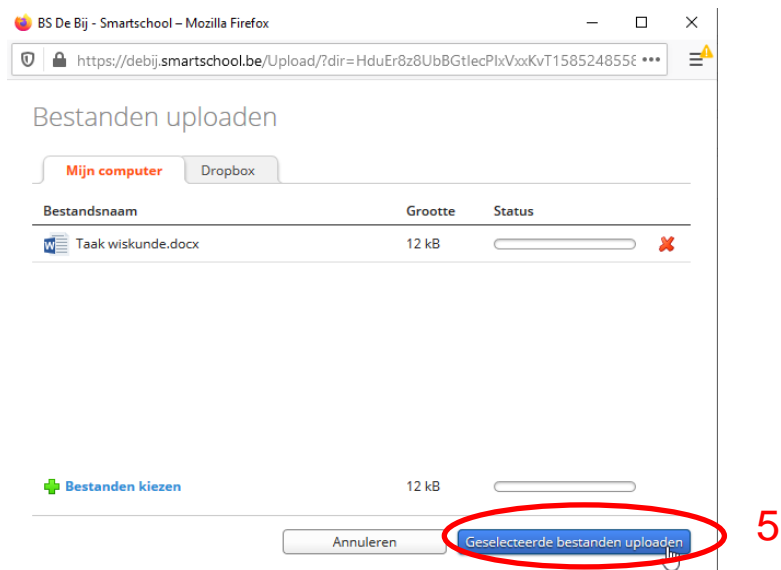 BS De Bij - Smartschool – Mozilla Firefox
https://debij.smartschool.be/Upload/?dir=HduEr8z8UbBGtIecPIxVxxKvT1585248558
Bestanden uploaden
Mijn computer Dropbox
Bestandsnaam Grootte Status
Taak wiskunde.docx 12 kB
Bestanden kiezen 12 kB
Annuleren Geselecteerde bestanden uploaden 5